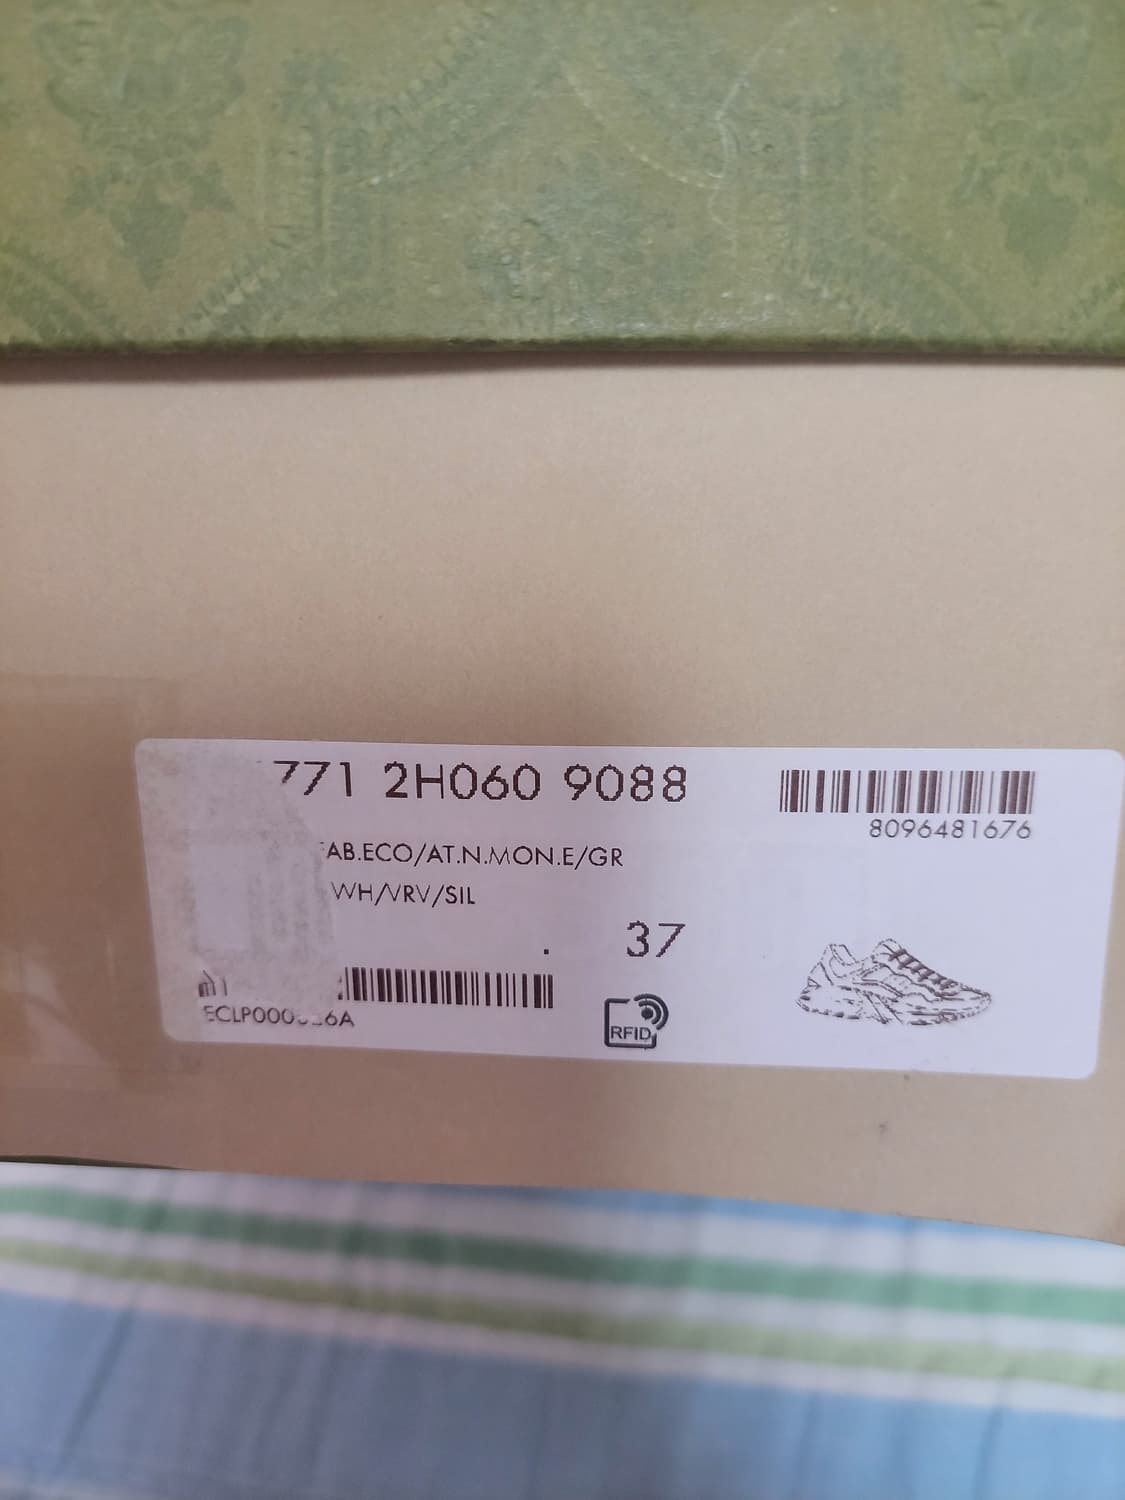 771 2H060 9088
8096481676
AB.ECO/AT.N.MON.E/GR
WH/VRV/SIL
. 37
RFID